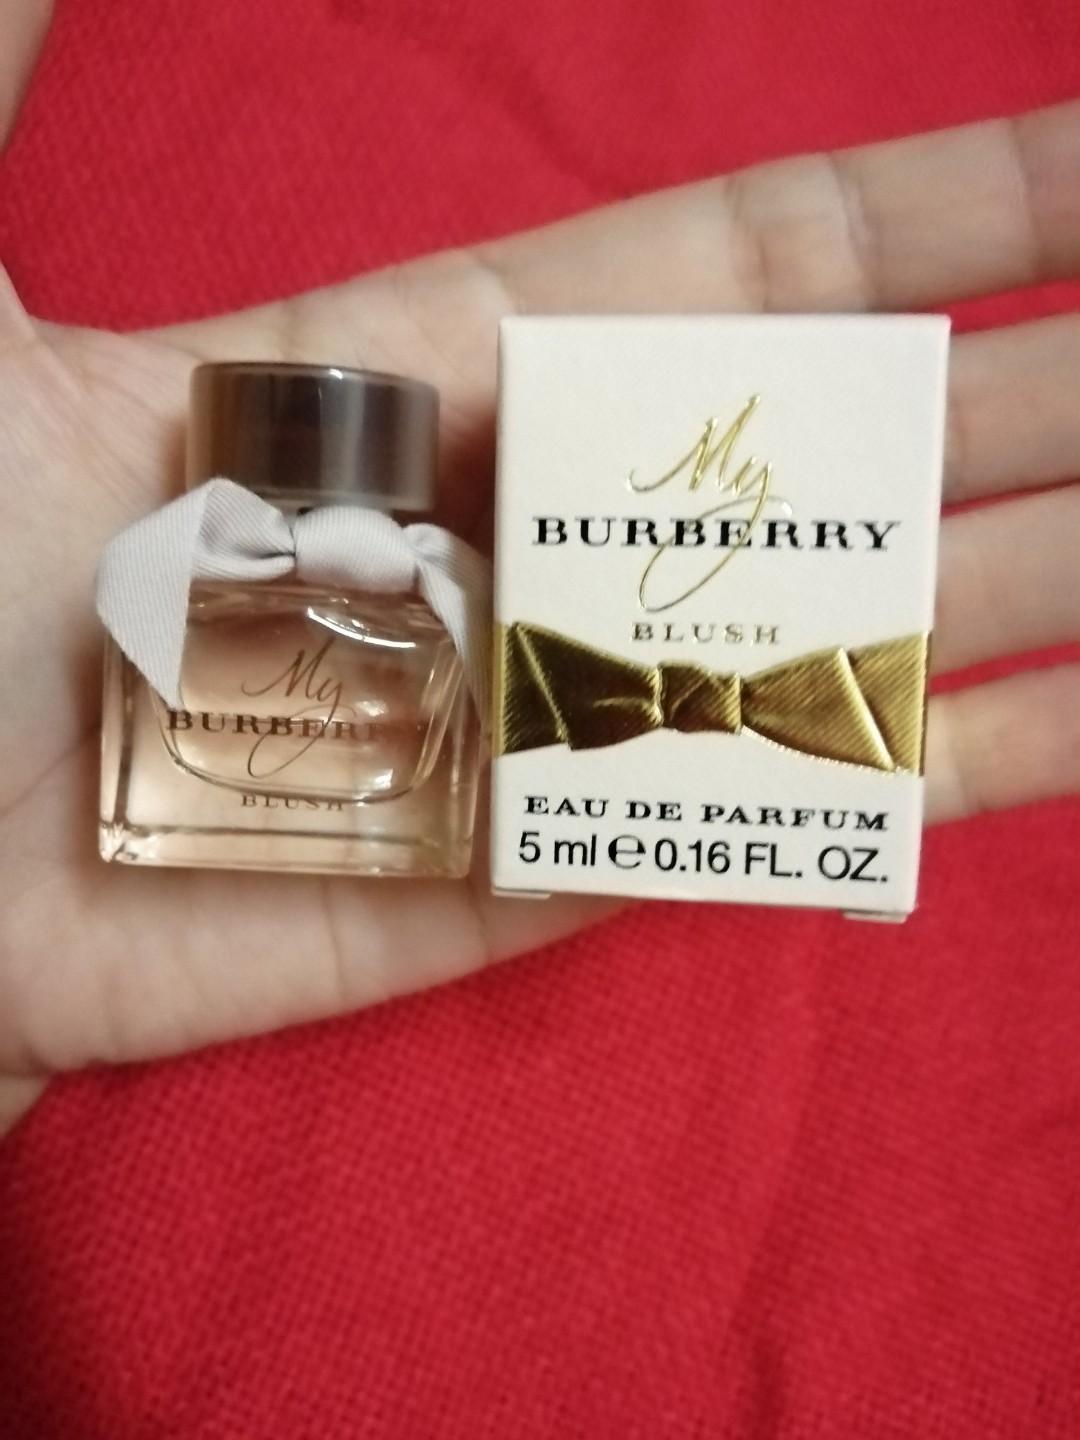 My
BURBERRY
BLUSH
My
BURBERRY
BLUSH
EAU DE PARFUM
5 ml e 0.16 FL. OZ.